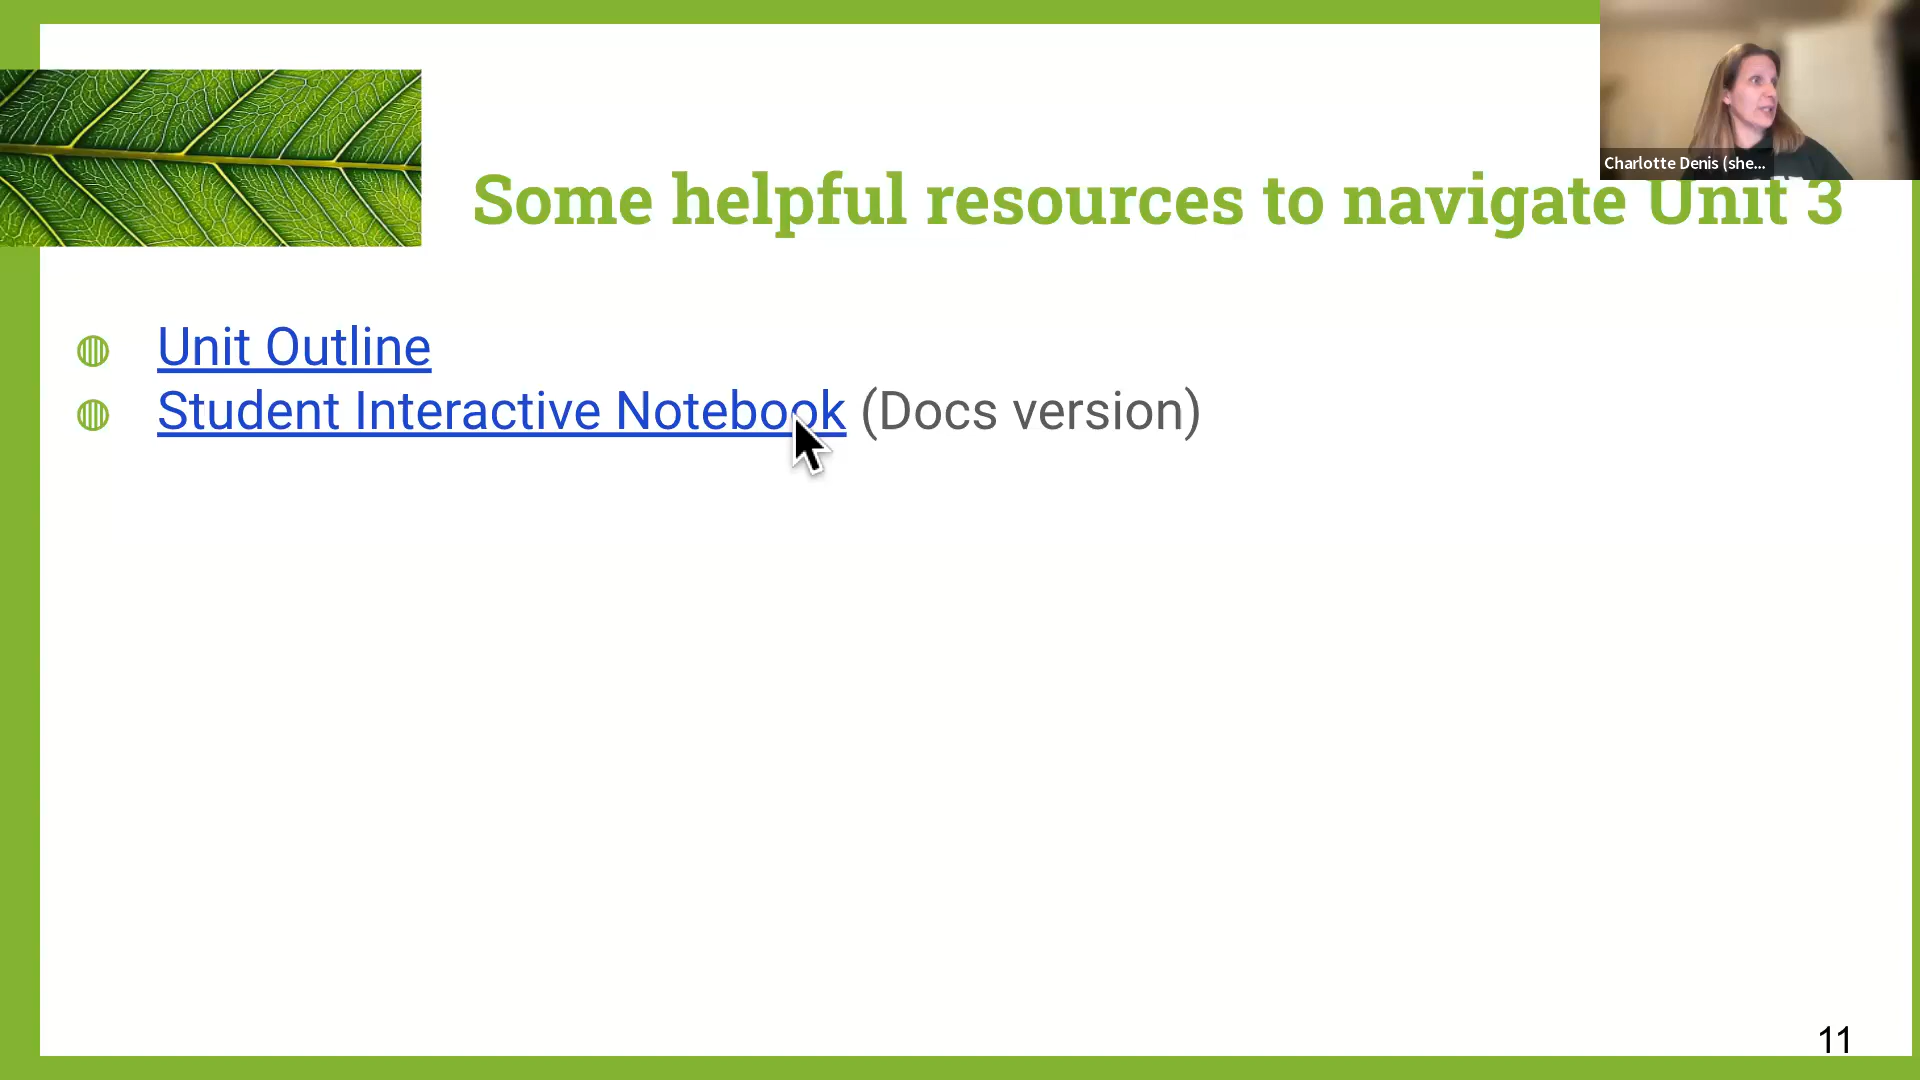 Charlotte Denis (she...
Some helpful resources to navigate Unit 3
Unit Outline
Student Interactive Notebook (Docs version)
11